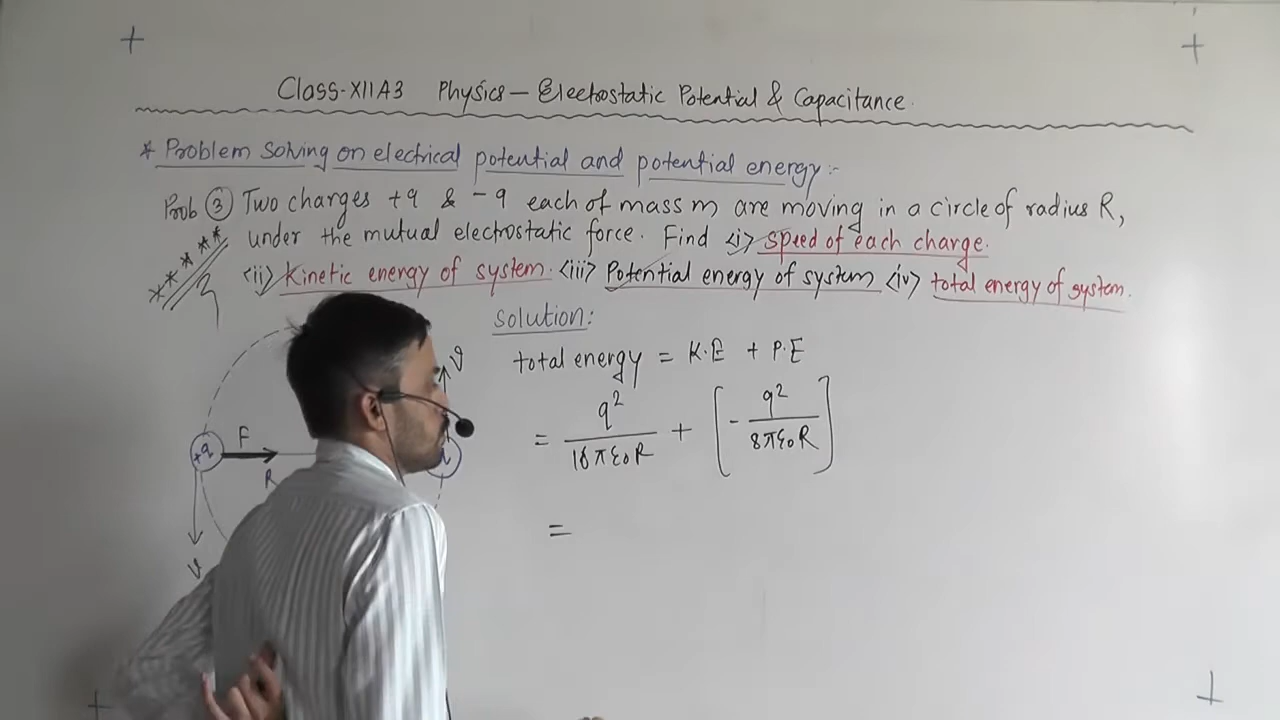 Class-XII A3 Physics — Electrostatic Potential & Capacitance.
* Problem Solving on electrical potential and potential energy:-
Prob ③ Two charges +q & -q each of mass m are moving in a circle of radius R,
under the mutual electrostatic force. Find <i> speed of each charge.
<ii> Kinetic energy of system. <iii> Potential energy of system <iv> total energy of system.
Solution:
total energy = K.E + P.E
= q²/16πε₀R + [- q²/8πε₀R]
=
+q F R v
v